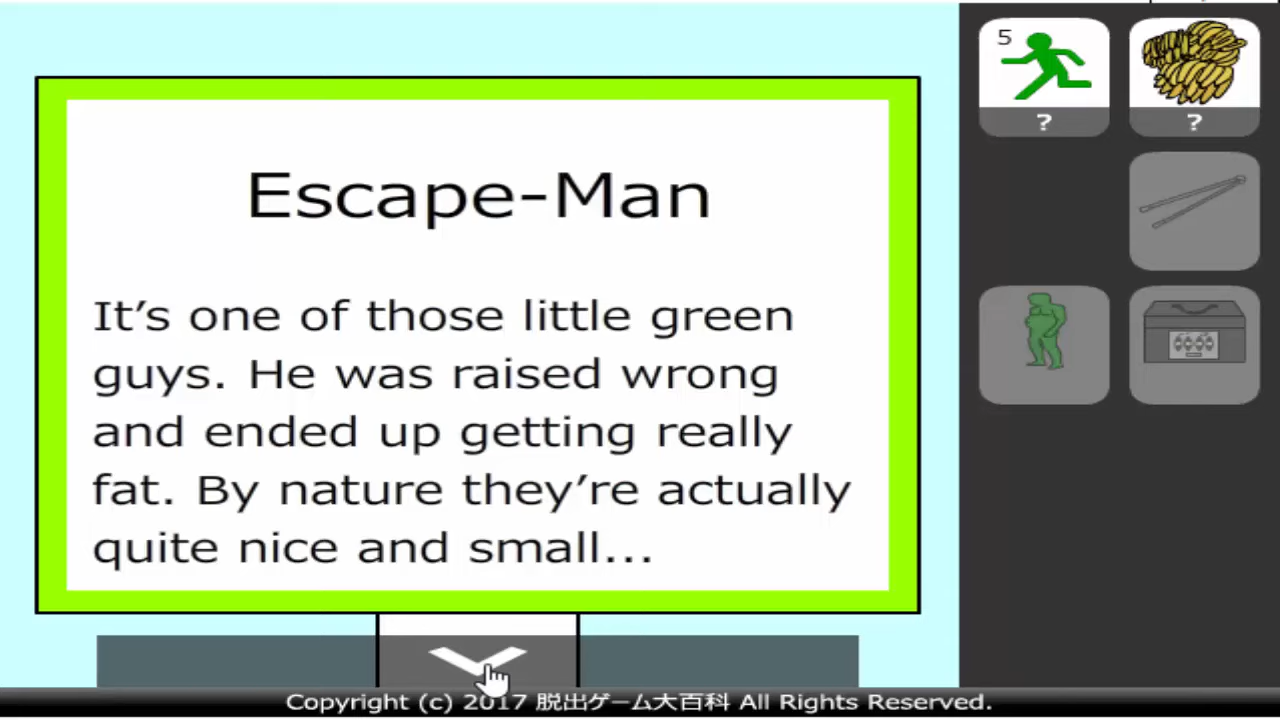 Escape-Man
It's one of those little green
guys. He was raised wrong
and ended up getting really
fat. By nature they're actually
quite nice and small...
5
?
?
Copyright (c) 2017 脱出ゲーム大百科 All Rights Reserved.